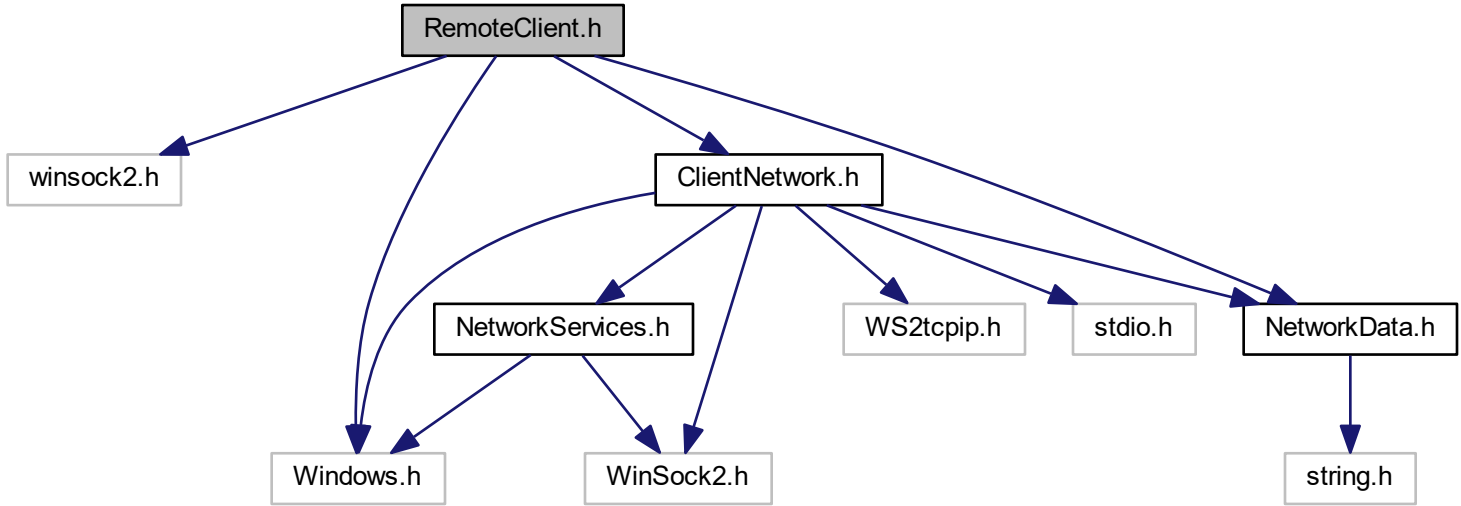 RemoteClient.h
winsock2.h
ClientNetwork.h
NetworkServices.h
WS2tcpip.h
stdio.h
NetworkData.h
Windows.h
WinSock2.h
string.h